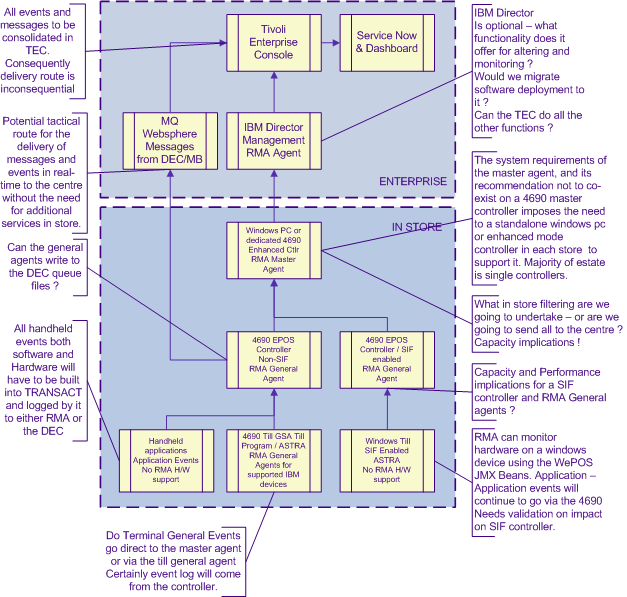 All events and
messages to be
consolidated in
TEC.
Consequently
delivery route is
inconsequential
Tivoli
Enterprise
Console
Service Now
& Dashboard
IBM Director
Is optional – what
functionality does it
offer for altering and
monitoring ?
Would we migrate
software deployment to
it ?
Can the TEC do all the
other functions ?
Potential tactical
route for the
delivery of
messages and
events in real-
time to the centre
without the need
for additional
services in store.
MQ
Websphere
Messages
from DEC/MB
IBM Director
Management
RMA Agent
ENTERPRISE
The system requirements of
the master agent, and its
recommendation not to co-
exist on a 4690 master
controller imposes the need
to a standalone windows pc
or enhanced mode
controller in each store to
support it. Majority of estate
is single controllers.
IN STORE
Windows PC or
dedicated 4690
Enhanced Ctlr
RMA Master
Agent
Can the general
agents write to
the DEC queue
files ?
What in store filtering are we
going to undertake – or are we
going to send all to the centre ?
Capacity implications !
All handheld
events both
software and
Hardware will
have to be built
into TRANSACT
and logged by it
to either RMA or
the DEC
4690 EPOS
Controller
Non-SIF
RMA General
Agent
4690 EPOS
Controller / SIF
enabled
RMA General
Agent
Capacity and Performance
implications for a SIF
controller and RMA General
agents ?
Handheld
applications
Application Events
No RMA H/W
support
4690 Till GSA Till
Program / ASTRA
RMA General
Agents for
supported IBM
devices
Windows Till
SIF Enabled
ASTRA
No RMA H/W
support
RMA can monitor
hardware on a windows
device using the WePOS
JMX Beans. Application –
Application events will
continue to go via the 4690
Needs validation on impact
on SIF controller.
Do Terminal General Events
go direct to the master agent
or via the till general agent
Certainly event log will come
from the controller.